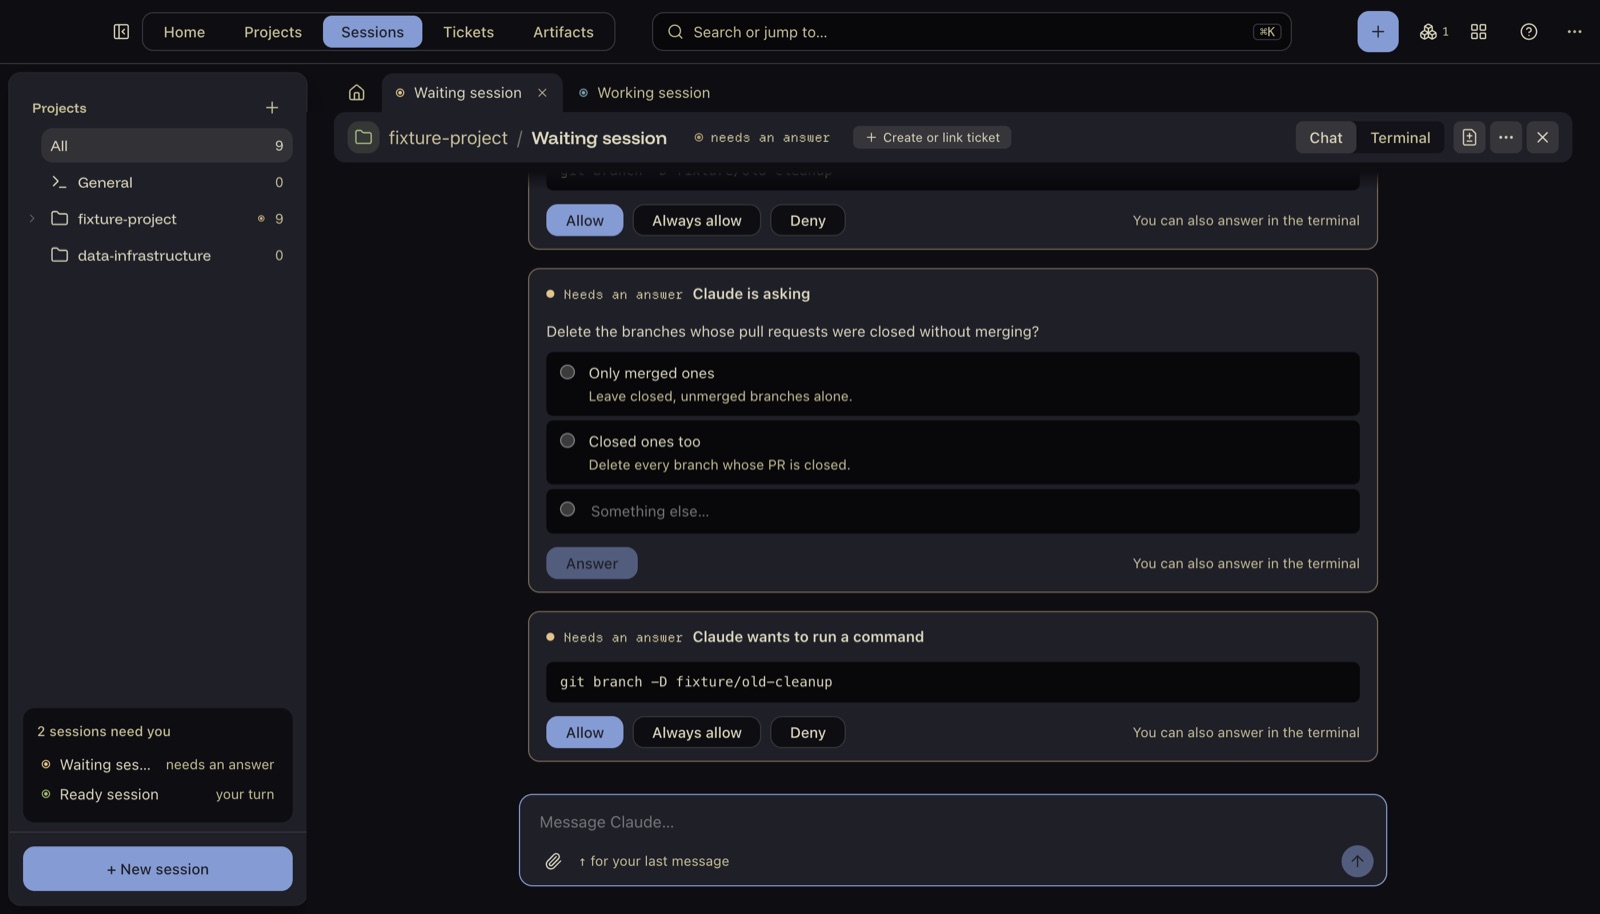 Home
Projects
Sessions
Tickets
Artifacts
Search or jump to...
⌘K
1
Projects
All 9
General 0
fixture-project 9
data-infrastructure 0
2 sessions need you
Waiting ses... needs an answer
Ready session your turn
+ New session
Waiting session
Working session
fixture-project / Waiting session
needs an answer
+ Create or link ticket
Chat
Terminal
git branch -D fixture/old-cleanup
Allow
Always allow
Deny
You can also answer in the terminal
Needs an answer Claude is asking
Delete the branches whose pull requests were closed without merging?
Only merged ones
Leave closed, unmerged branches alone.
Closed ones too
Delete every branch whose PR is closed.
Something else...
Answer
You can also answer in the terminal
Needs an answer Claude wants to run a command
git branch -D fixture/old-cleanup
Allow
Always allow
Deny
You can also answer in the terminal
Message Claude...
↑ for your last message